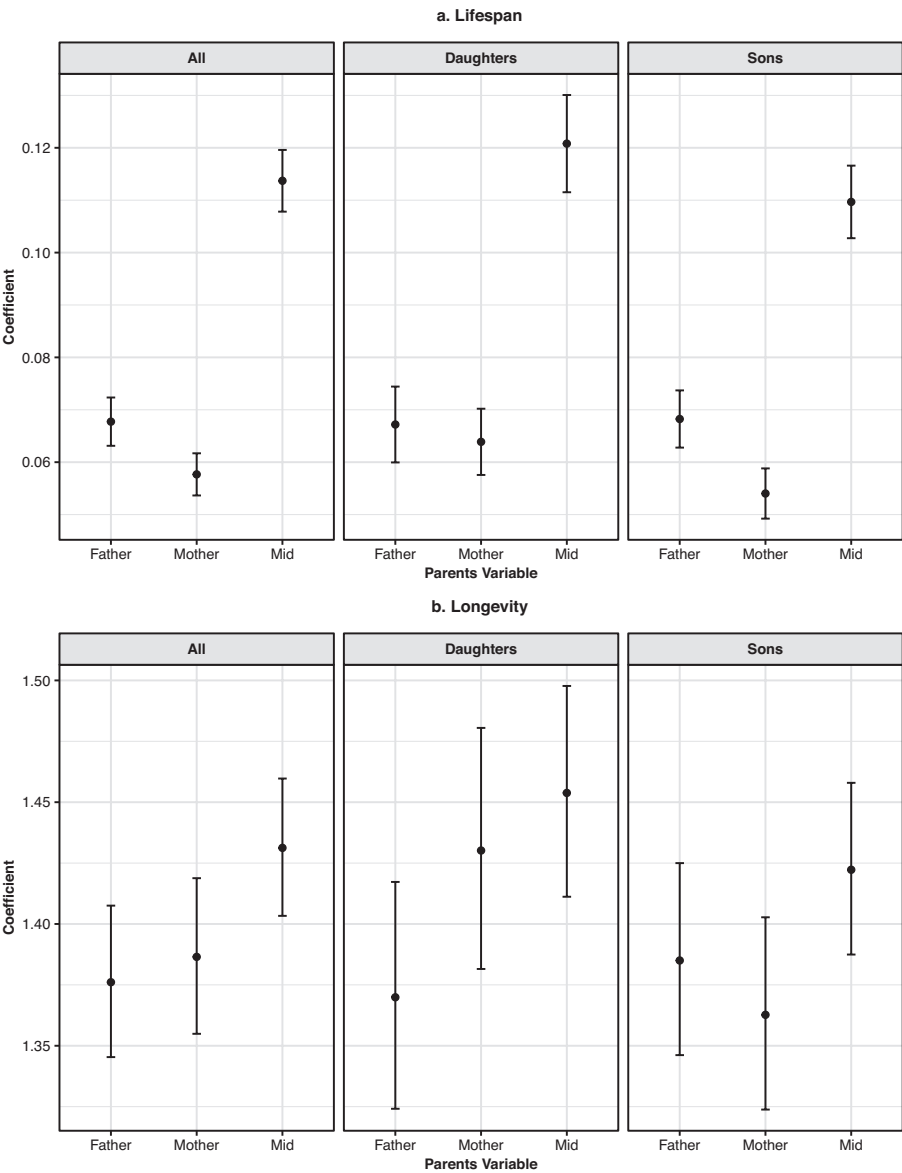 a. Lifespan
All Daughters Sons
Coefficient
0.12
0.10
0.08
0.06
Father Mother Mid Father Mother Mid Father Mother Mid
Parents Variable
b. Longevity
All Daughters Sons
Coefficient
1.50
1.45
1.40
1.35
Father Mother Mid Father Mother Mid Father Mother Mid
Parents Variable